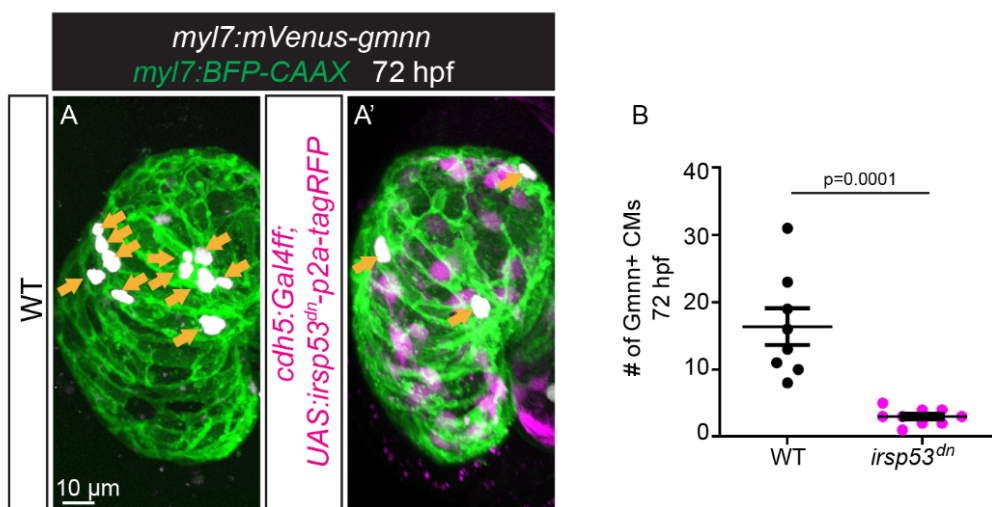 myl7:mVenus-gmnn
myl7:BFP-CAAX 72 hpf
WT
A
10 µm
cdh5:Gal4ff;
UAS:irsp53dn-p2a-tagRFP
A'
B
# of Gmnn+ CMs
72 hpf
40
30
20
10
0
p=0.0001
WT
irsp53dn